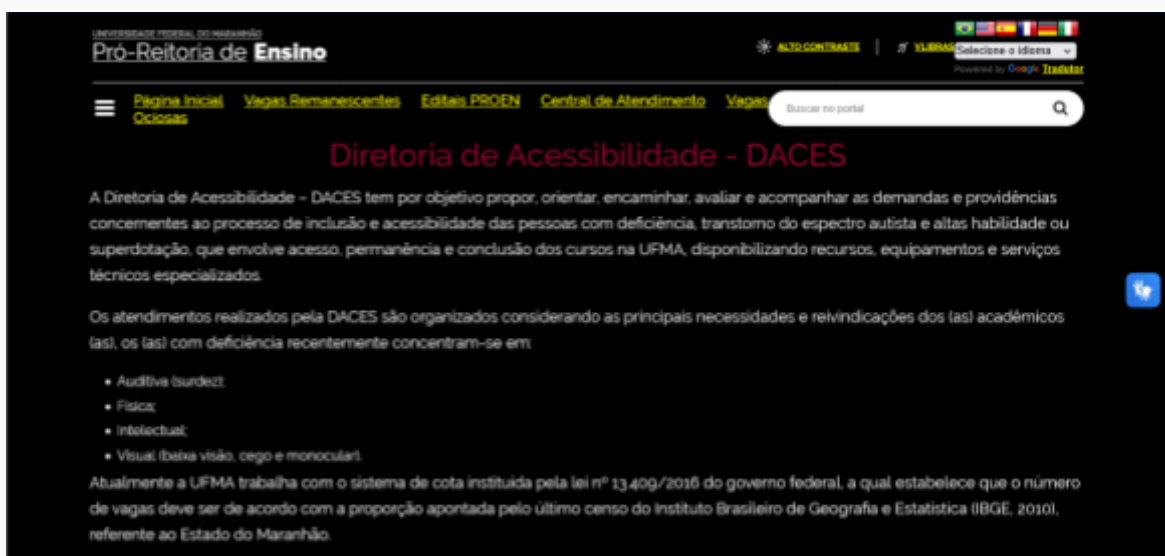 UNIVERSIDADE FEDERAL DO MARANHÃO
Pró-Reitoria de Ensino
ALTO CONTRASTE
VLIBRAS
Selecione o idioma
Powered by Google Tradutor
Página Inicial Vagas Remanescentes Editais PROEN Central de Atendimento Vagas
Ociosas
Buscar no portal
Diretoria de Acessibilidade - DACES
A Diretoria de Acessibilidade – DACES tem por objetivo propor, orientar, encaminhar, avaliar e acompanhar as demandas e providências
concernentes ao processo de inclusão e acessibilidade das pessoas com deficiência, transtorno do espectro autista e altas habilidade ou
superdotação, que envolve acesso, permanência e conclusão dos cursos na UFMA, disponibilizando recursos, equipamentos e serviços
técnicos especializados.
Os atendimentos realizados pela DACES são organizados considerando as principais necessidades e reivindicações dos (as) acadêmicos
(as), os (as) com deficiência recentemente concentram-se em:
• Auditiva (surdez);
• Física;
• Intelectual;
• Visual (baixa visão, cego e monocular).
Atualmente a UFMA trabalha com o sistema de cota instituida pela lei nº 13.409/2016 do governo federal, a qual estabelece que o número
de vagas deve ser de acordo com a proporção apontada pelo último censo do Instituto Brasileiro de Geografia e Estatística (IBGE, 2010),
referente ao Estado do Maranhão.